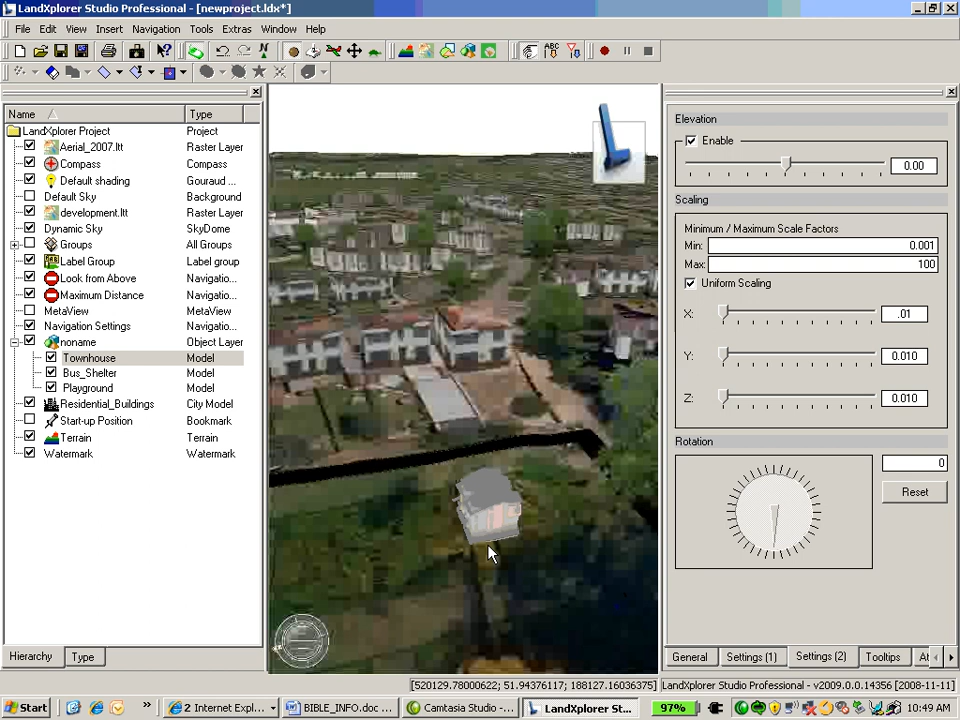 LandXplorer Studio Professional - [newproject.ldx*]
File Edit View Insert Navigation Tools Extras Window Help
ABC
Name Type
LandXplorer Project Project
Aerial_2007.ltt Raster Layer
Compass Compass
Default shading Gouraud ...
Default Sky Background
development.ltt Raster Layer
Dynamic Sky SkyDome
Groups All Groups
Label Group Label group
Look from Above Navigatio...
Maximum Distance Navigatio...
MetaView MetaView
Navigation Settings Navigatio...
noname Object Layer
Townhouse Model
Bus_Shelter Model
Playground Model
Residential_Buildings City Model
Start-up Position Bookmark
Terrain Terrain
Watermark Watermark
Hierarchy Type
Elevation
Enable
0.00
Scaling
Minimum / Maximum Scale Factors
Min: 0.001
Max: 100
Uniform Scaling
X: .01
Y: 0.010
Z: 0.010
Rotation
0
Reset
General Settings (1) Settings (2) Tooltips At
[520129.78000622; 51.94376117; 188127.16036375] LandXplorer Studio Professional - v2009.0.0.14356 [2008-11-11]
Start » 2 Internet Expl... BIBLE_INFO.doc ... Camtasia Studio - ... LandXplorer St... 97% 10:49 AM